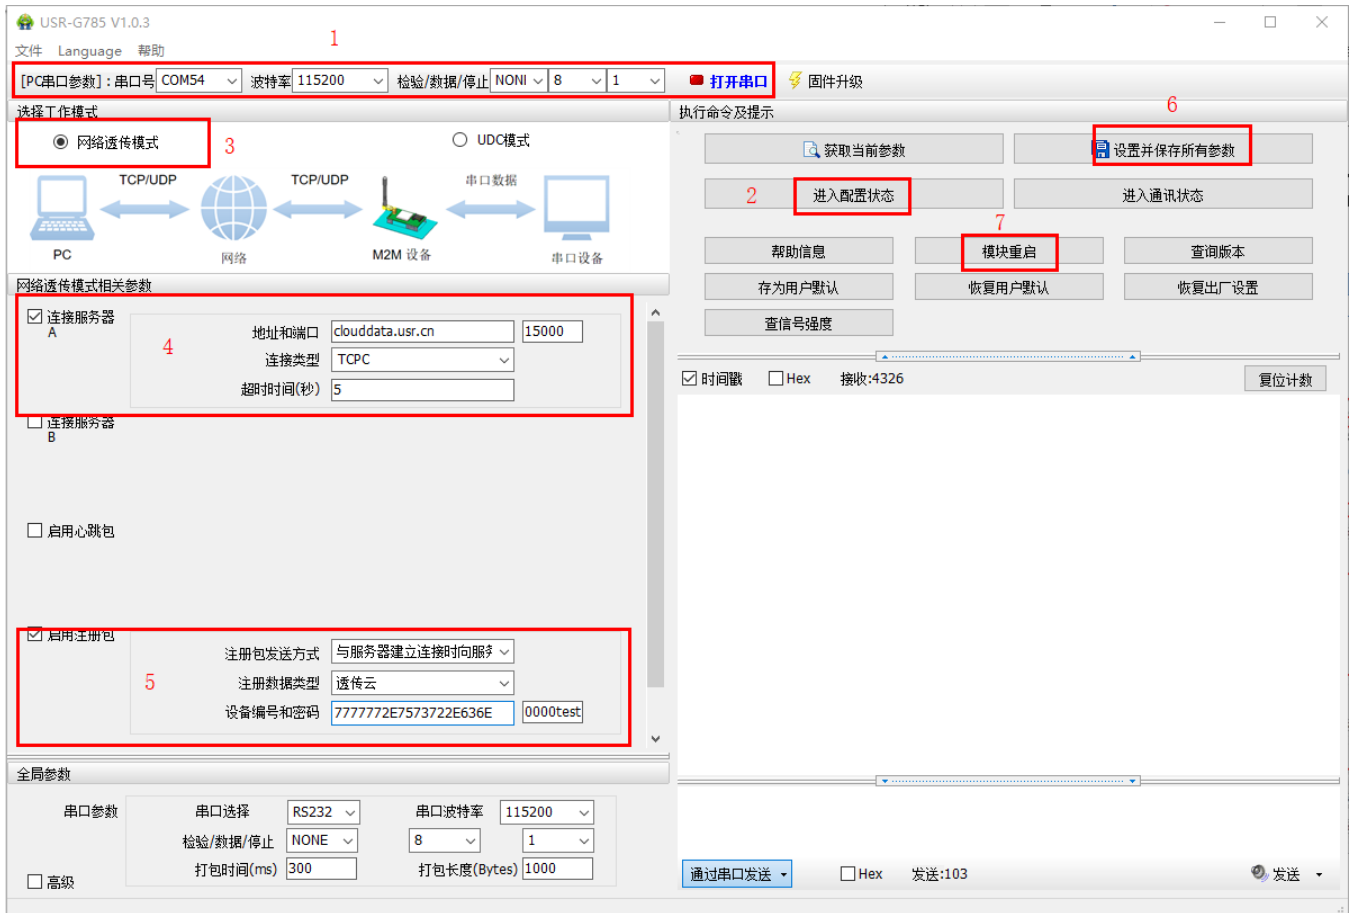 USR-G785 V1.0.3
文件 Language 帮助
1
[PC串口参数]：串口号 COM54 波特率 115200 检验/数据/停止 NONI 8 1 打开串口 固件升级
选择工作模式
网络透传模式
3
UDC模式
TCP/UDP TCP/UDP 串口数据
PC 网络 M2M 设备 串口设备
网络透传模式相关参数
连接服务器
A
4
地址和端口 clouddata.usr.cn 15000
连接类型 TCPC
超时时间(秒) 5
连接服务器
B
启用心跳包
启用注册包
5
注册包发送方式 与服务器建立连接时向服务
注册数据类型 透传云
设备编号和密码 7777772E7573722E636E 0000test
全局参数
串口参数 串口选择 RS232 串口波特率 115200
检验/数据/停止 NONE 8 1
打包时间(ms) 300 打包长度(Bytes) 1000
高级
执行命令及提示
6
获取当前参数 设置并保存所有参数
2 进入配置状态 进入通讯状态
7
帮助信息 模块重启 查询版本
存为用户默认 恢复用户默认 恢复出厂设置
查信号强度
时间戳 Hex 接收:4326 复位计数
通过串口发送 Hex 发送:103 发送